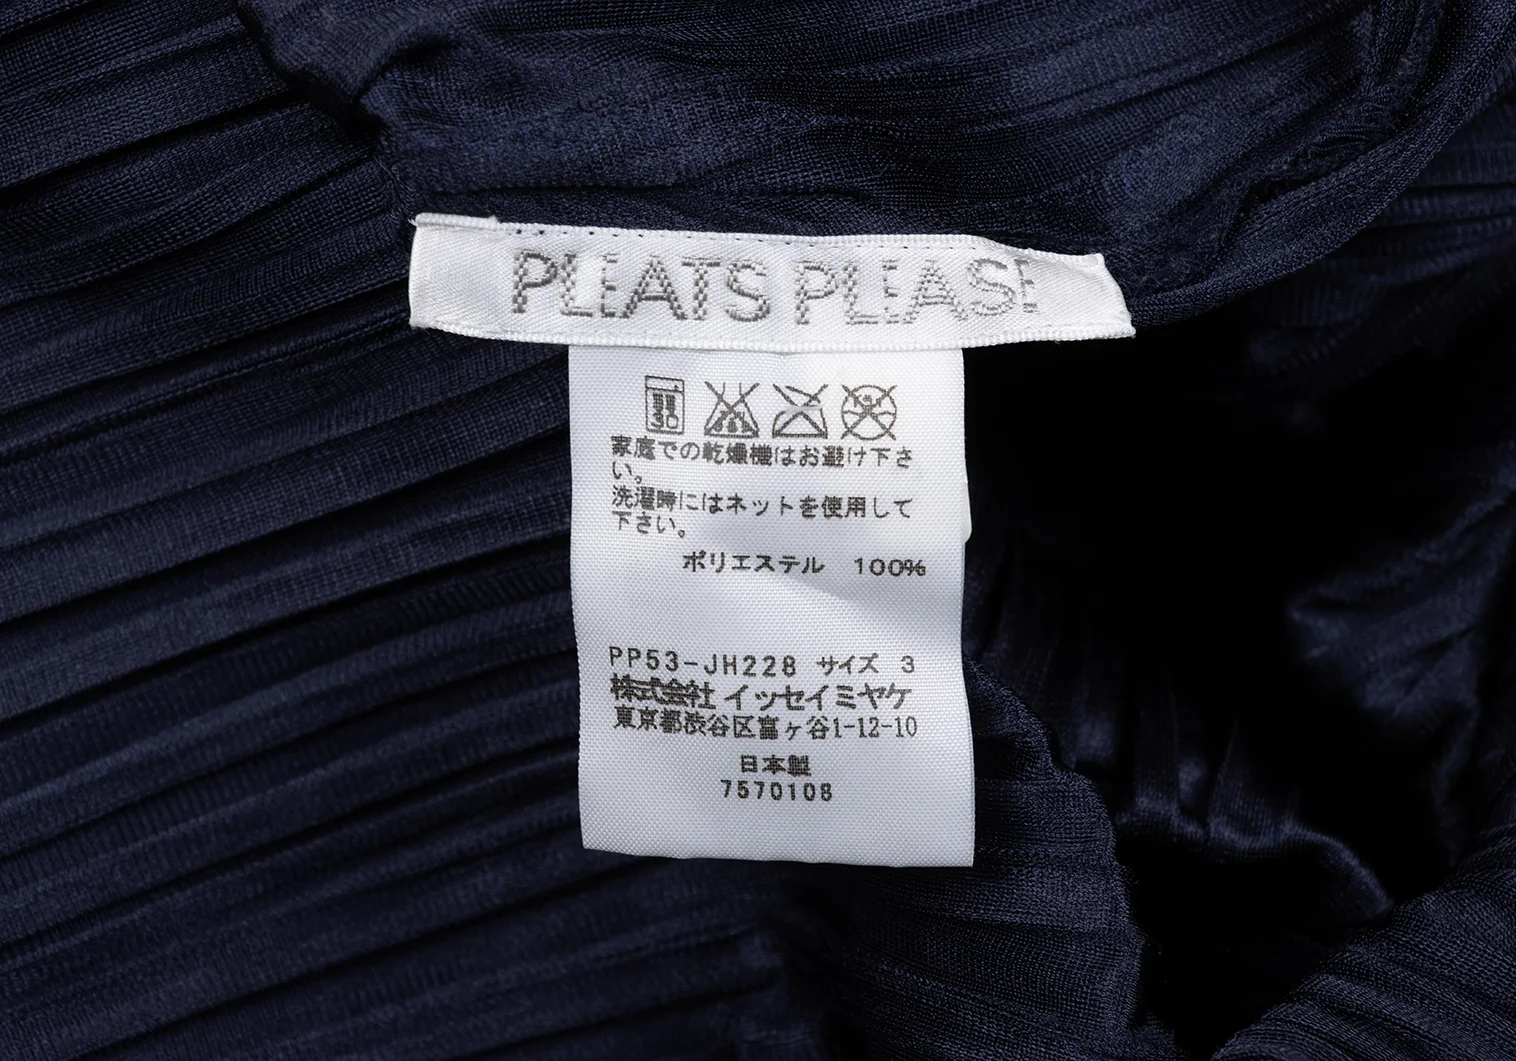 PLEATS PLEASE
30
家庭での乾燥機はお避け下さ
い。
洗濯時にはネットを使用して
下さい。
ポリエステル 100%
PP53-JH228 サイズ 3
株式会社 イッセイミヤケ
東京都渋谷区富ヶ谷1-12-10
日本製
7570108